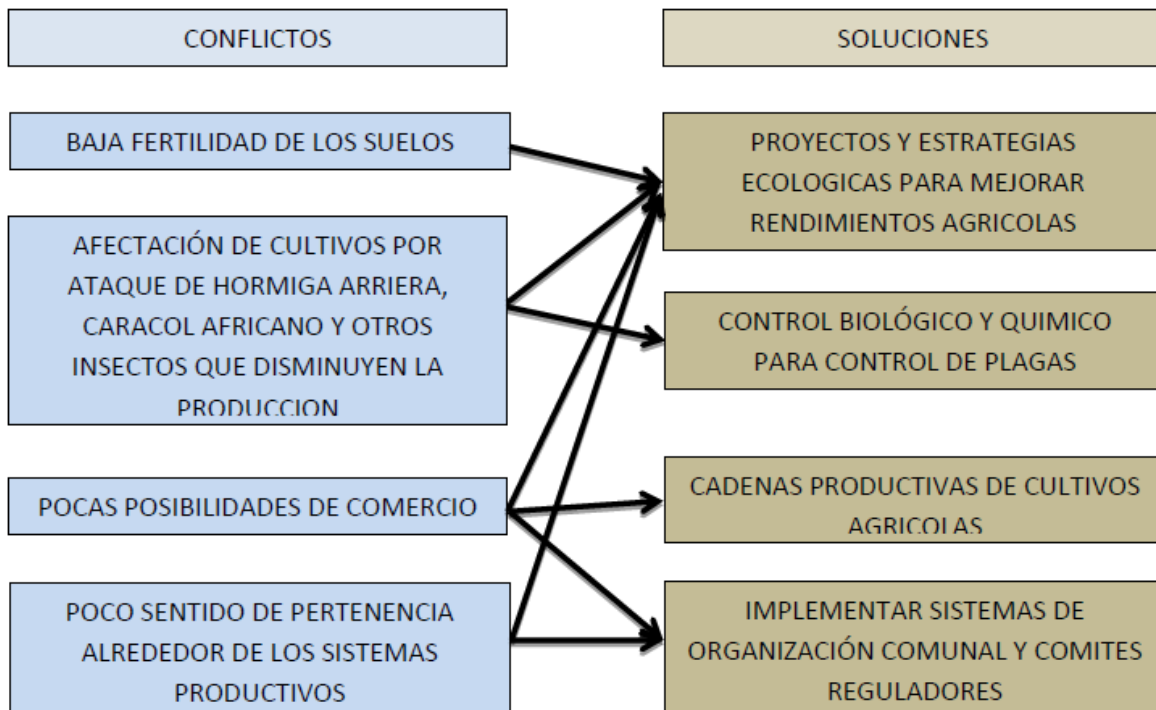 CONFLICTOS
SOLUCIONES
BAJA FERTILIDAD DE LOS SUELOS
PROYECTOS Y ESTRATEGIAS
ECOLOGICAS PARA MEJORAR
RENDIMIENTOS AGRICOLAS
AFECTACIÓN DE CULTIVOS POR
ATAQUE DE HORMIGA ARRIERA,
CARACOL AFRICANO Y OTROS
INSECTOS QUE DISMINUYEN LA
PRODUCCION
CONTROL BIOLÓGICO Y QUIMICO
PARA CONTROL DE PLAGAS
POCAS POSIBILIDADES DE COMERCIO
CADENAS PRODUCTIVAS DE CULTIVOS
AGRICOLAS
POCO SENTIDO DE PERTENENCIA
ALREDEDOR DE LOS SISTEMAS
PRODUCTIVOS
IMPLEMENTAR SISTEMAS DE
ORGANIZACIÓN COMUNAL Y COMITES
REGULADORES